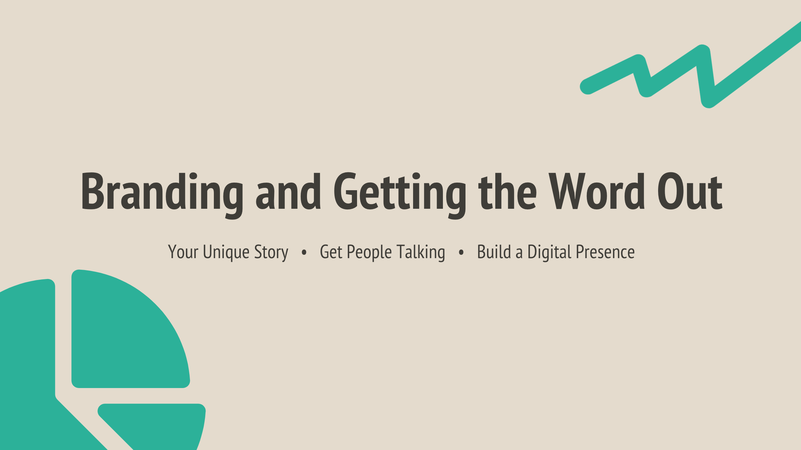 Branding and Getting the Word Out
Your Unique Story • Get People Talking • Build a Digital Presence